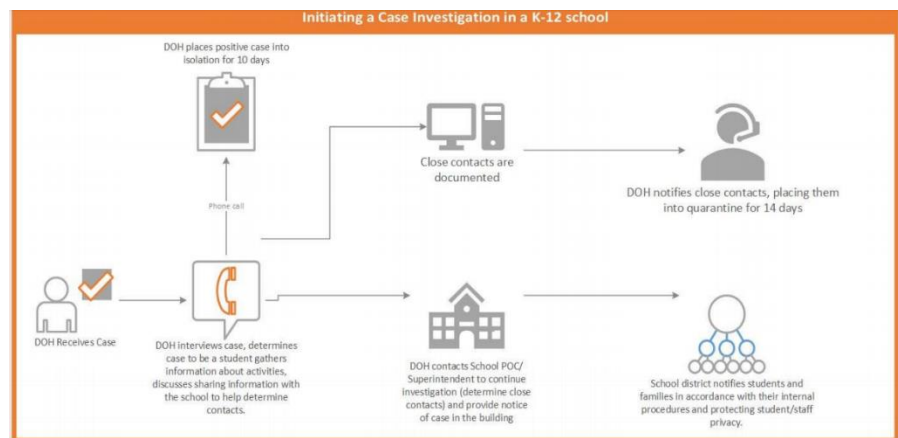 Initiating a Case Investigation in a K-12 school
DOH places positive case into
isolation for 10 days
Phone call
Close contacts are
documented
DOH notifies close contacts, placing them
into quarantine for 14 days
DOH Receives Case
DOH interviews case, determines
case to be a student gathers
information about activities,
discusses sharing information with
the school to help determine
contacts.
DOH contacts School POC/
Superintendent to continue
investigation (determine close
contacts) and provide notice
of case in the building
School district notifies students and
families in accordance with their internal
procedures and protecting student/staff
privacy.